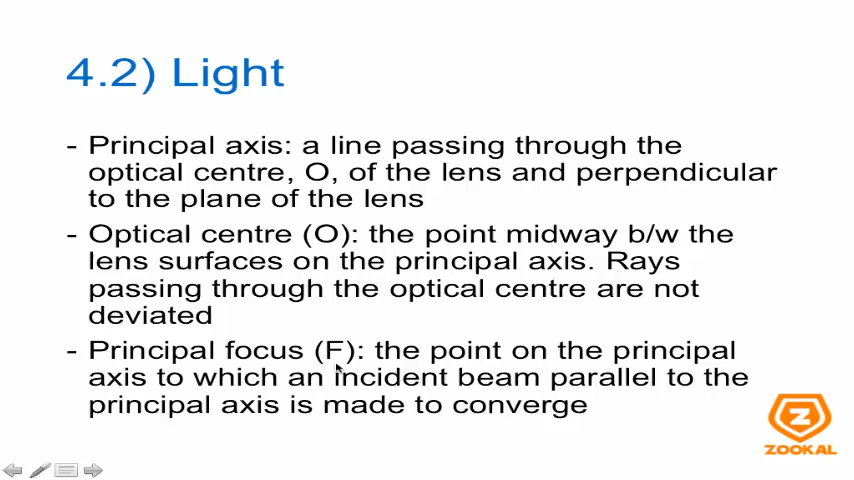 4.2) Light
- Principal axis: a line passing through the
optical centre, O, of the lens and perpendicular
to the plane of the lens
- Optical centre (O): the point midway b/w the
lens surfaces on the principal axis. Rays
passing through the optical centre are not
deviated
- Principal focus (F): the point on the principal
axis to which an incident beam parallel to the
principal axis is made to converge
Z
ZOOKAL